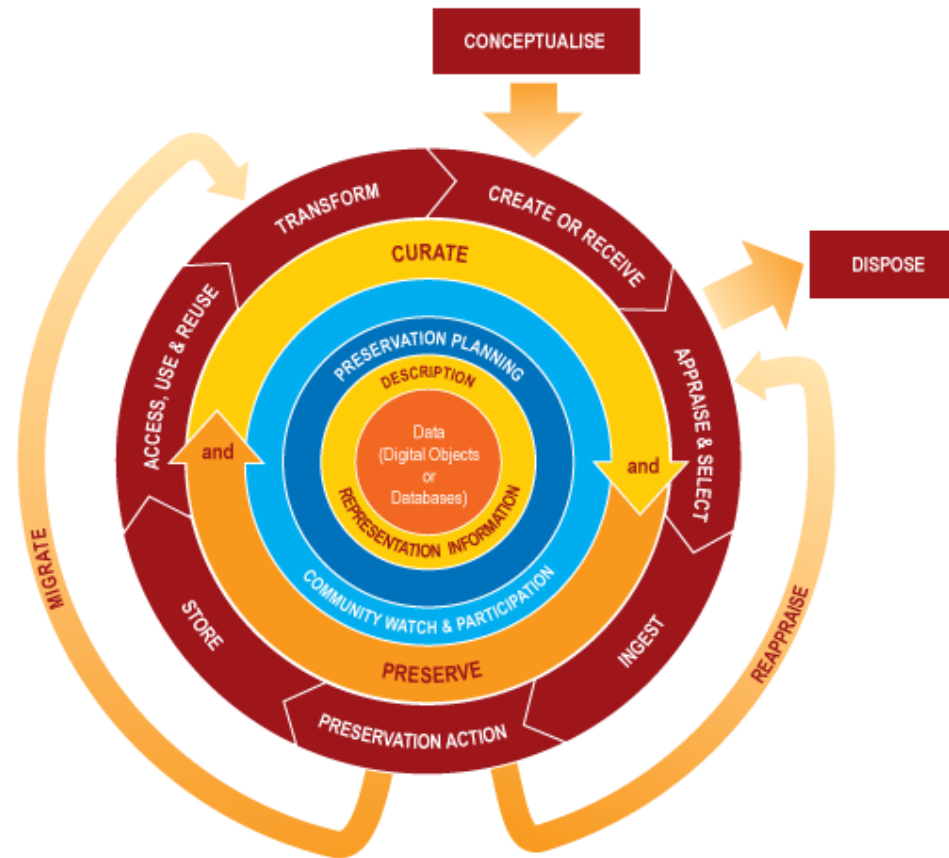 CONCEPTUALISE
TRANSFORM
CREATE OR RECEIVE
DISPOSE
CURATE
ACCESS, USE & REUSE
PRESERVATION PLANNING
APPRAISE & SELECT
DESCRIPTION
Data
(Digital Objects
or
Databases)
and
and
REPRESENTATION INFORMATION
MIGRATE
COMMUNITY WATCH & PARTICIPATION
STORE
INGEST
REAPPRAISE
PRESERVE
PRESERVATION ACTION